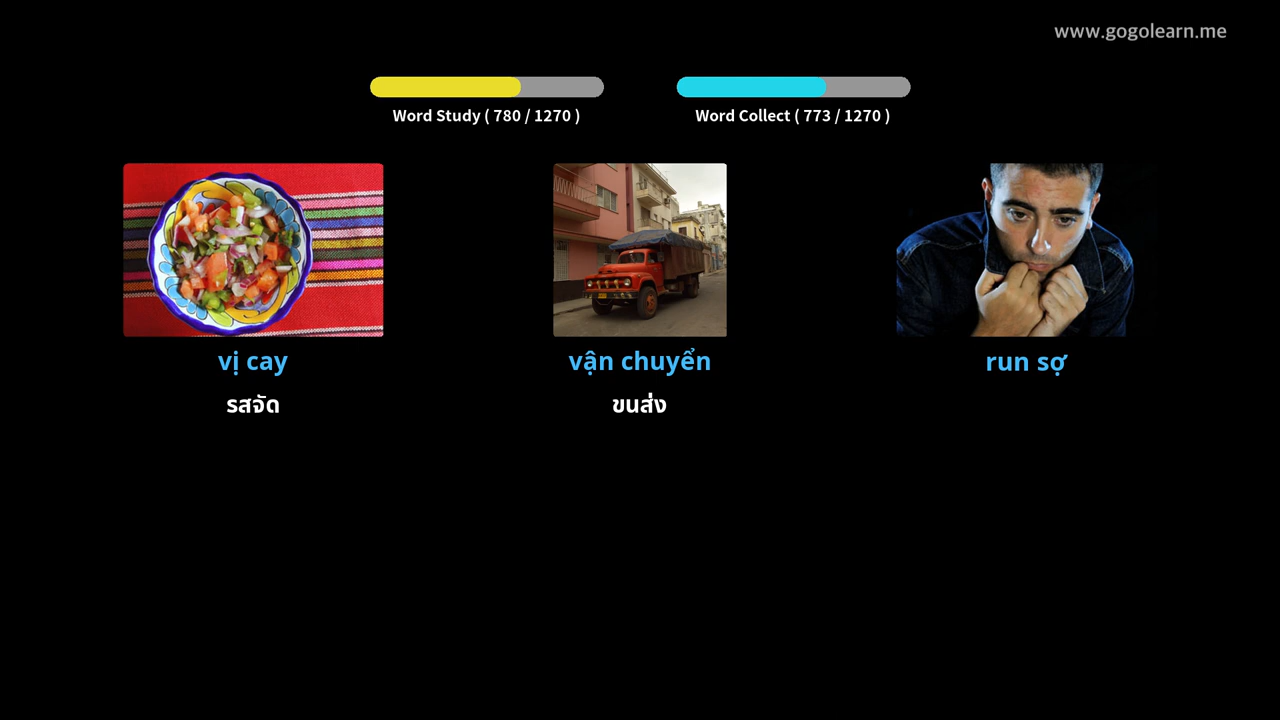 www.gogolearn.me
Word Study ( 780 / 1270 )
Word Collect ( 773 / 1270 )
vị cay
vận chuyển
run sợ
รสจัด
ขนส่ง